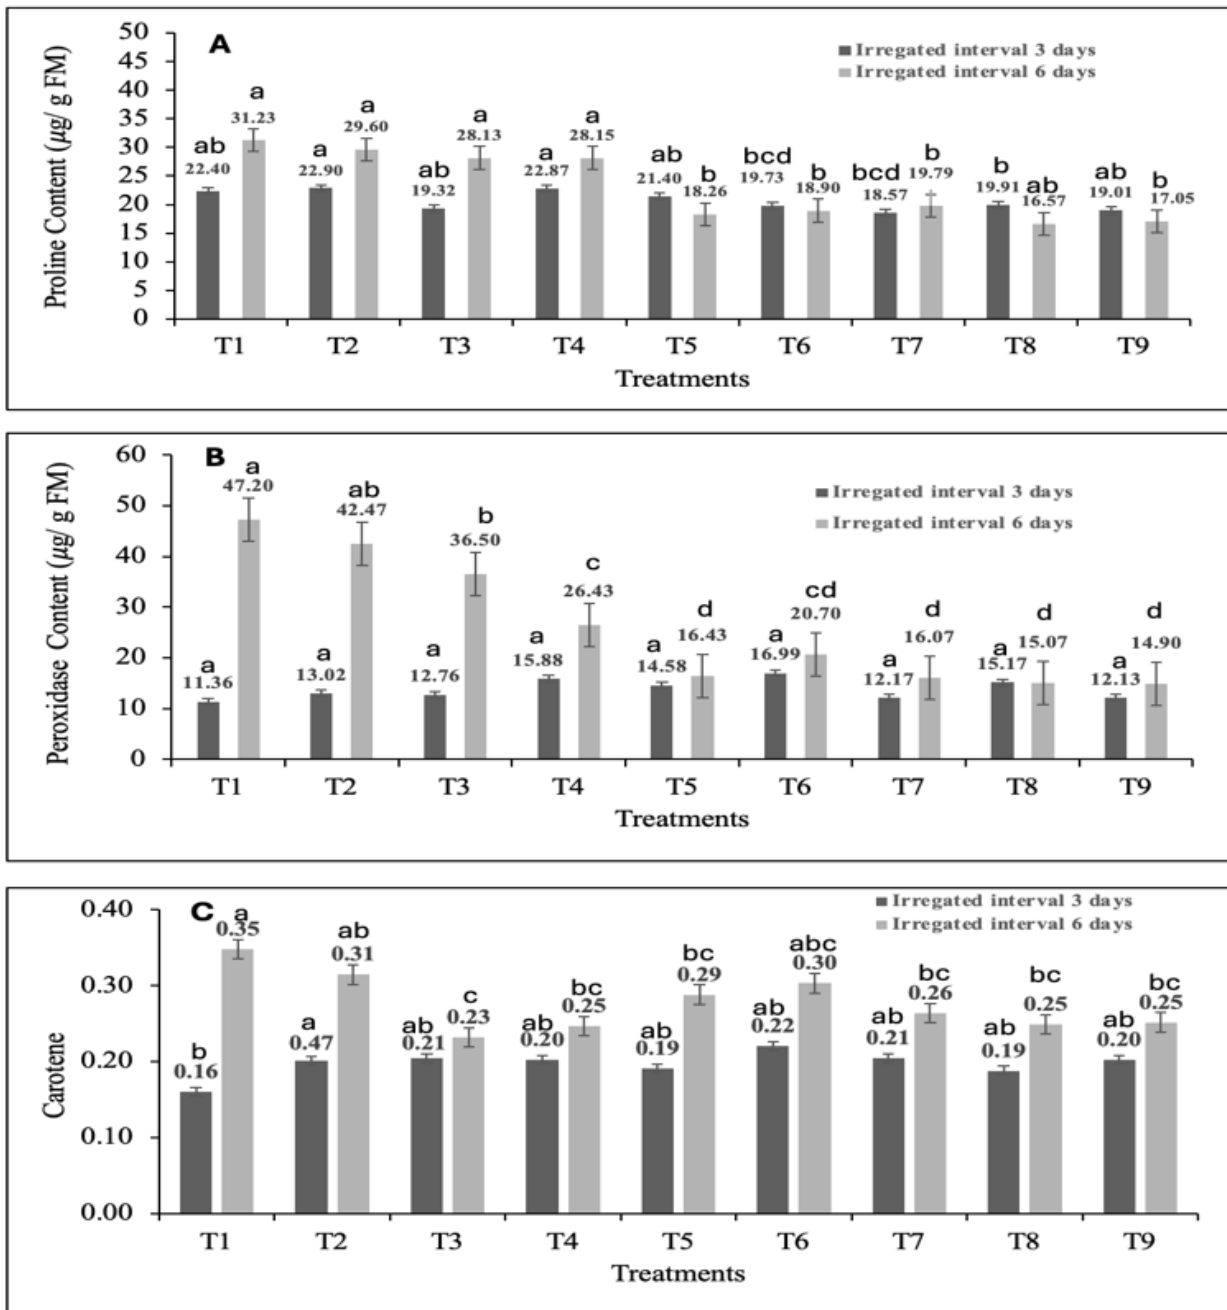 A
Proline Content (µg/ g FM)
50
45
40
35
30
25
20
15
10
5
0
Irregated interval 3 days
Irregated interval 6 days
ab
22.40
a
31.23
a
22.90
a
29.60
ab
19.32
a
28.13
a
22.87
a
28.15
ab
21.40
b
18.26
bcd
19.73
b
18.90
bcd
18.57
b
19.79
b
19.91
ab
16.57
ab
19.01
b
17.05
T1 T2 T3 T4 T5 T6 T7 T8 T9
Treatments
B
Peroxidase Content (µg/ g FM)
60
50
40
30
20
10
0
Irregated interval 3 days
Irregated interval 6 days
a
11.36
a
47.20
a
13.02
ab
42.47
a
12.76
b
36.50
a
15.88
c
26.43
a
14.58
d
16.43
a
16.99
cd
20.70
a
12.17
d
16.07
a
15.17
d
15.07
a
12.13
d
14.90
T1 T2 T3 T4 T5 T6 T7 T8 T9
Treatments
C
Carotene
0.40
0.30
0.20
0.10
0.00
Irregated interval 3 days
Irregated interval 6 days
b
0.16
a
0.35
a
0.47
ab
0.31
ab
0.21
c
0.23
ab
0.20
bc
0.25
ab
0.19
bc
0.29
ab
0.22
abc
0.30
ab
0.21
bc
0.26
ab
0.19
bc
0.25
ab
0.20
bc
0.25
T1 T2 T3 T4 T5 T6 T7 T8 T9
Treatments